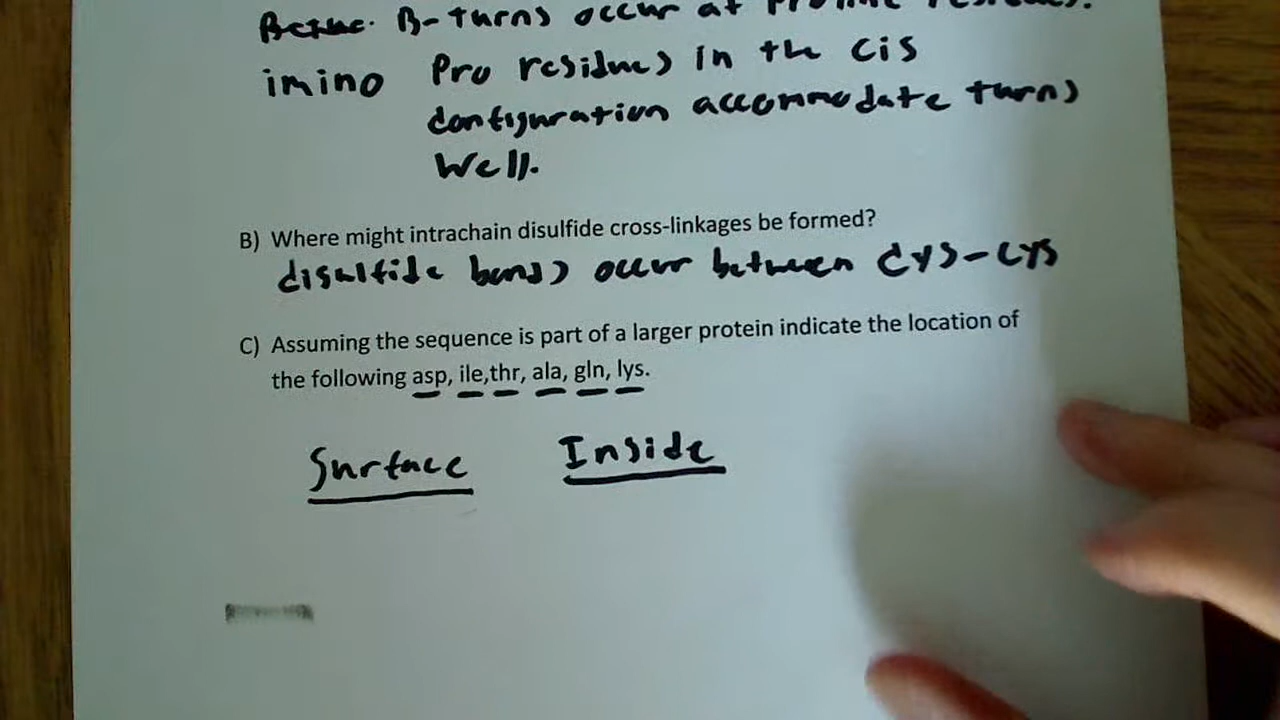 B-turns occur at
imino Pro residues in the cis
configuration accommodate turns
well.
B) Where might intrachain disulfide cross-linkages be formed?
disulfide bonds occur between Cys-Cys
C) Assuming the sequence is part of a larger protein indicate the location of
the following asp, ile,thr, ala, gln, lys.
Surface Inside